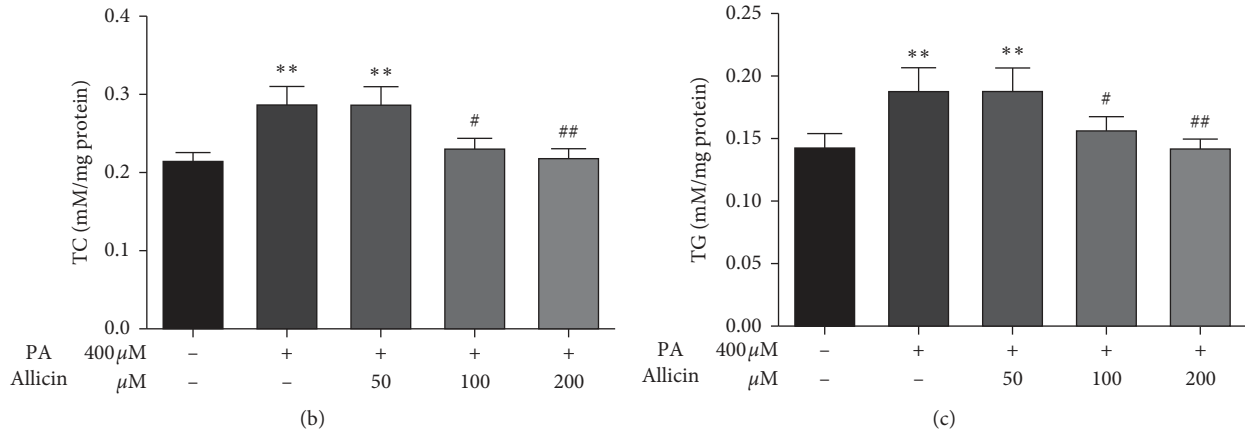 0.4
0.3
0.2
0.1
0.0
TC (mM/mg protein)
**
**
#
##
PA 400 μM – + + + +
Allicin μM – – 50 100 200
(b)
0.25
0.20
0.15
0.10
0.05
0.00
TG (mM/mg protein)
**
**
#
##
PA 400 μM – + + + +
Allicin μM – – 50 100 200
(c)